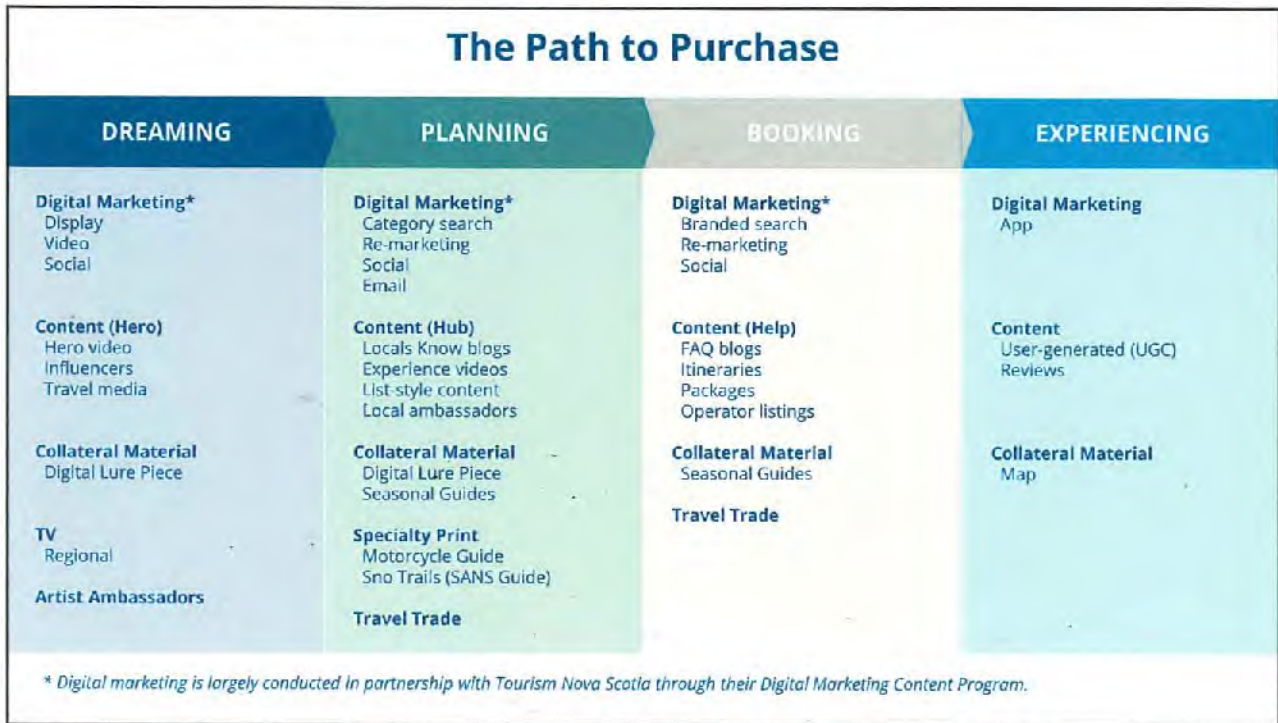 The Path to Purchase
DREAMING
PLANNING
BOOKING
EXPERIENCING
Digital Marketing*
Display
Video
Social
Content (Hero)
Hero video
Influencers
Travel media
Collateral Material
Digital Lure Piece
TV
Regional
Artist Ambassadors
Digital Marketing*
Category search
Re-marketing
Social
Email
Content (Hub)
Locals Know blogs
Experience videos
List-style content
Local ambassadors
Collateral Material
Digital Lure Piece
Seasonal Guides
Specialty Print
Motorcycle Guide
Sno Trails (SANS Guide)
Travel Trade
Digital Marketing*
Branded search
Re-marketing
Social
Content (Help)
FAQ blogs
Itineraries
Packages
Operator listings
Collateral Material
Seasonal Guides
Travel Trade
Digital Marketing
App
Content
User-generated (UGC)
Reviews
Collateral Material
Map
* Digital marketing is largely conducted in partnership with Tourism Nova Scotia through their Digital Marketing Content Program.